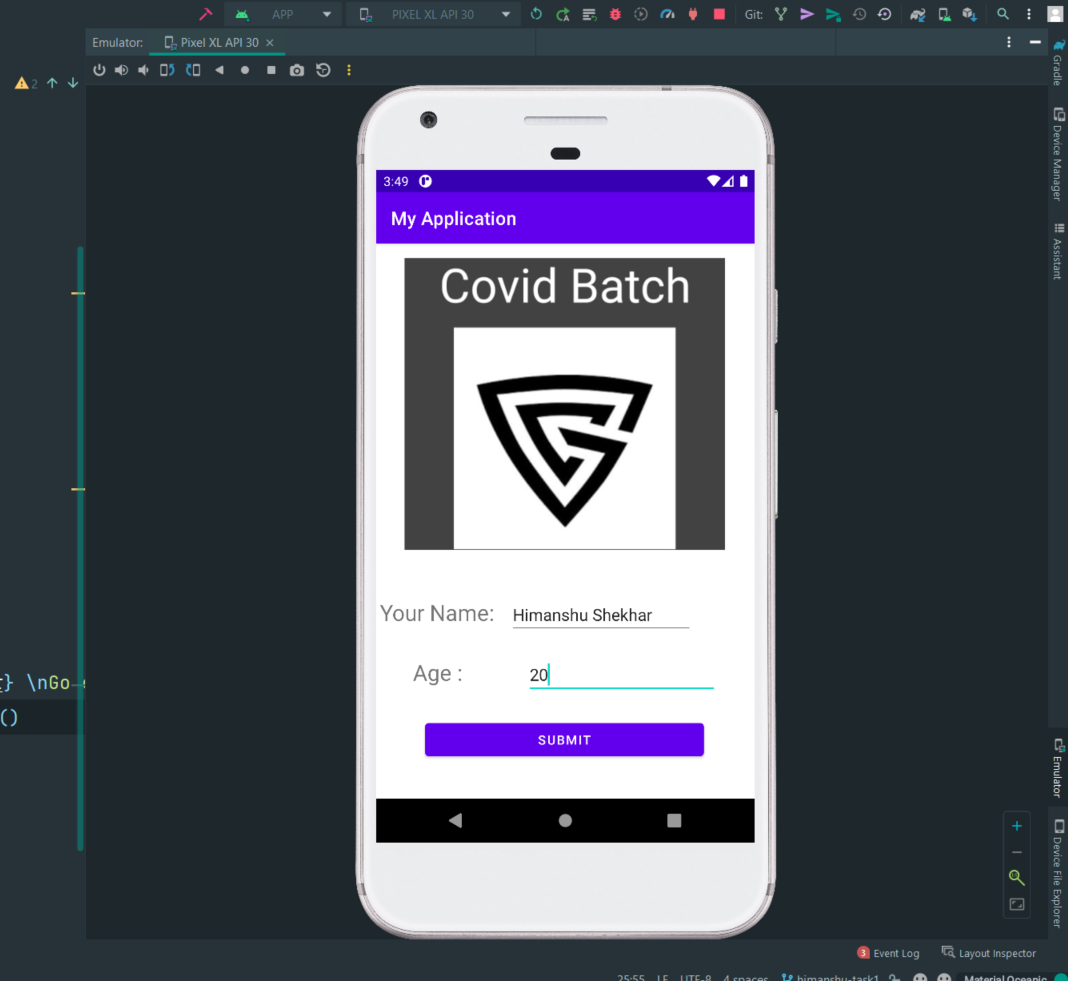 APP
PIXEL XL API 30
Git:
Emulator:
Pixel XL API 30
2
Gradle
Device Manager
Assistant
3:49
My Application
Covid Batch
Your Name:
Himanshu Shekhar
Age :
20
SUBMIT
} \nGo
()
Emulator
Device File Explorer
3
Event Log
Layout Inspector
25:55
LF
UTF-8
4 spaces
himanshu-task1
Material Oceanic